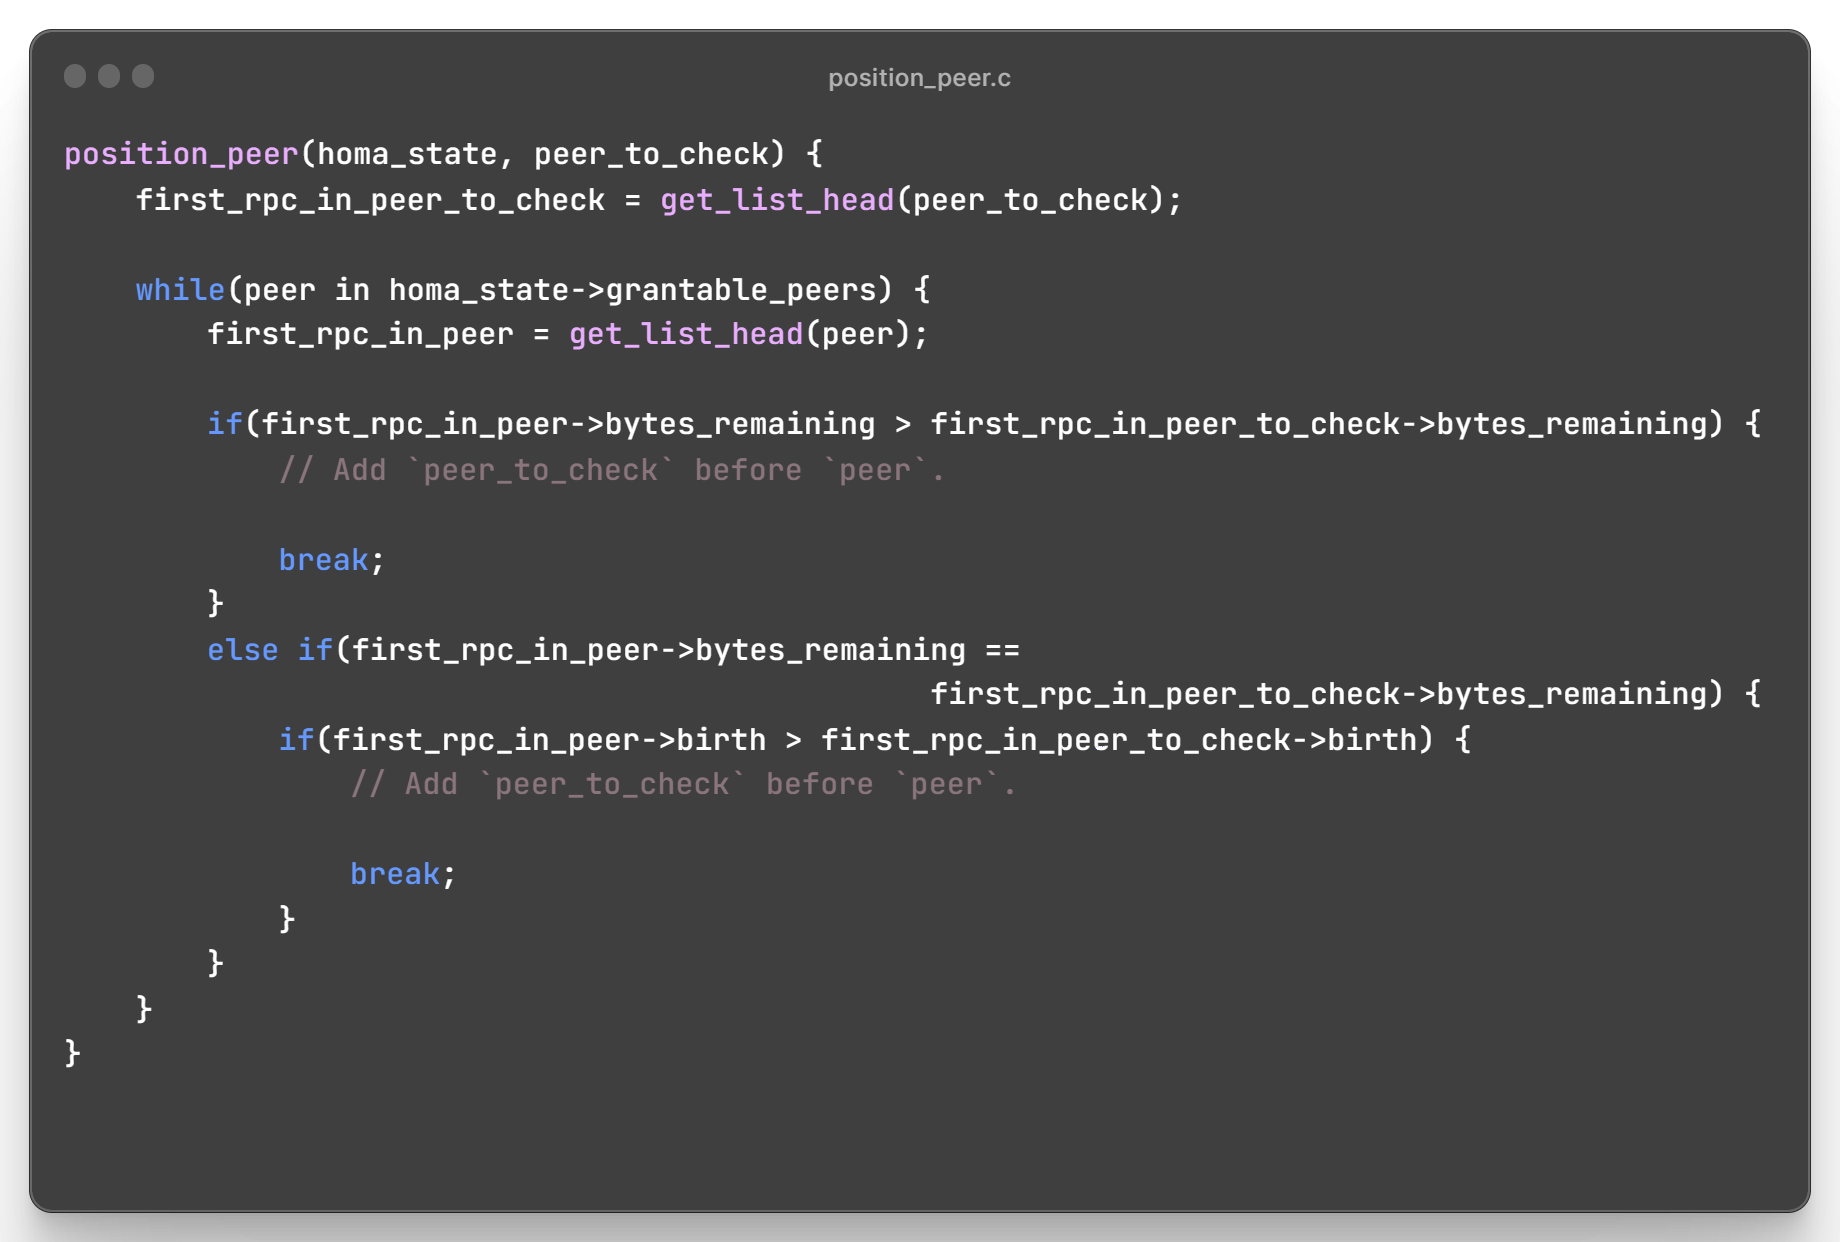 position_peer.c
position_peer(homa_state, peer_to_check) {
    first_rpc_in_peer_to_check = get_list_head(peer_to_check);

    while(peer in homa_state->grantable_peers) {
        first_rpc_in_peer = get_list_head(peer);

        if(first_rpc_in_peer->bytes_remaining > first_rpc_in_peer_to_check->bytes_remaining) {
            // Add `peer_to_check` before `peer`.

            break;
        }
        else if(first_rpc_in_peer->bytes_remaining ==
                                                first_rpc_in_peer_to_check->bytes_remaining) {
            if(first_rpc_in_peer->birth > first_rpc_in_peer_to_check->birth) {
                // Add `peer_to_check` before `peer`.

                break;
            }
        }
    }
}